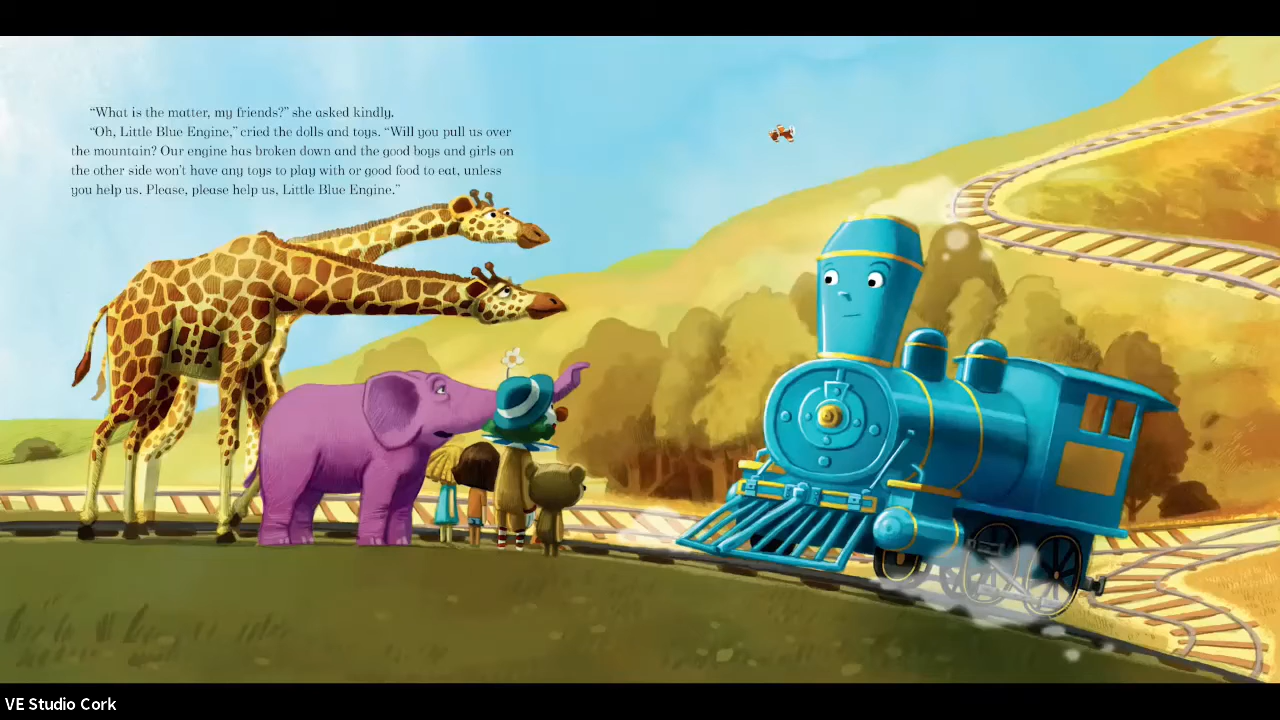 “What is the matter, my friends?” she asked kindly.
“Oh, Little Blue Engine,” cried the dolls and toys. “Will you pull us over
the mountain? Our engine has broken down and the good boys and girls on
the other side won’t have any toys to play with or good food to eat, unless
you help us. Please, please help us, Little Blue Engine.”
VE Studio Cork